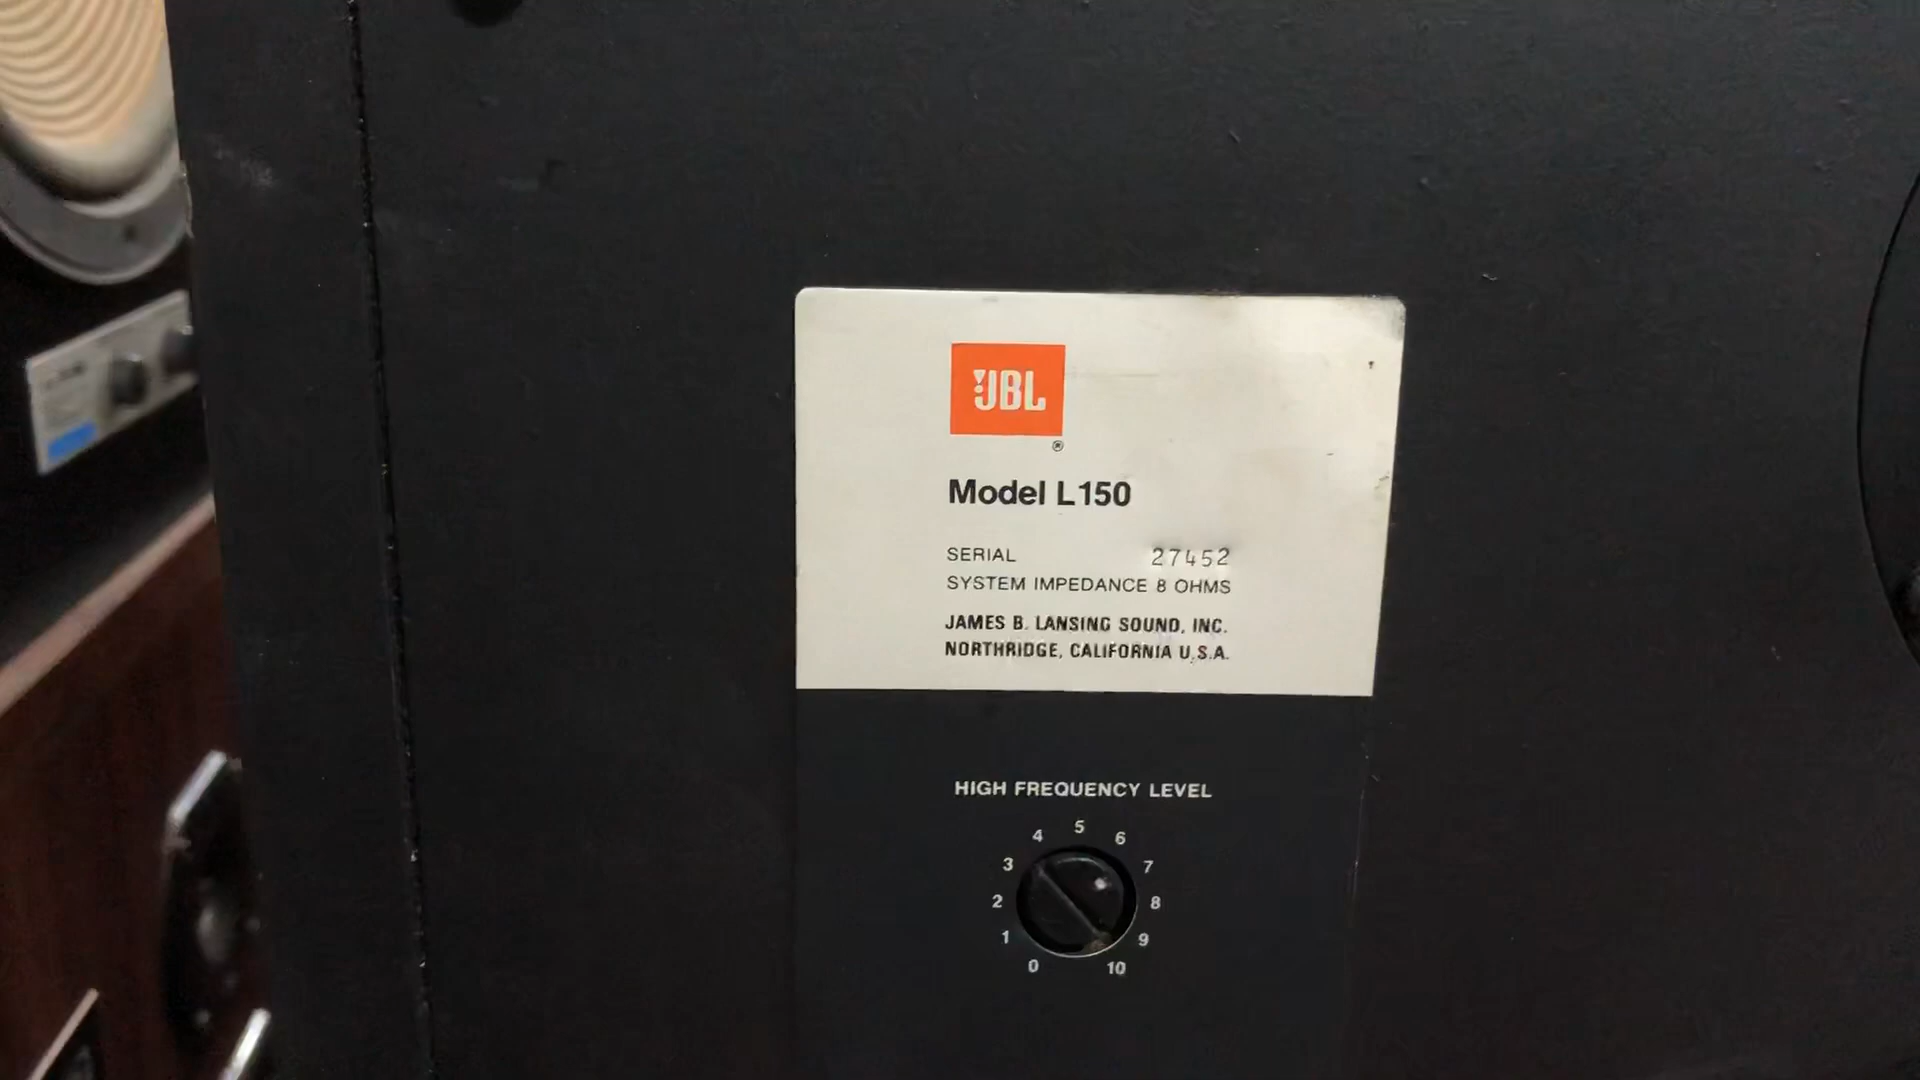 JBL
®
Model L150
SERIAL 27452
SYSTEM IMPEDANCE 8 OHMS
JAMES B. LANSING SOUND, INC.
NORTHRIDGE, CALIFORNIA U.S.A.
HIGH FREQUENCY LEVEL
0 1 2 3 4 5 6 7 8 9 10